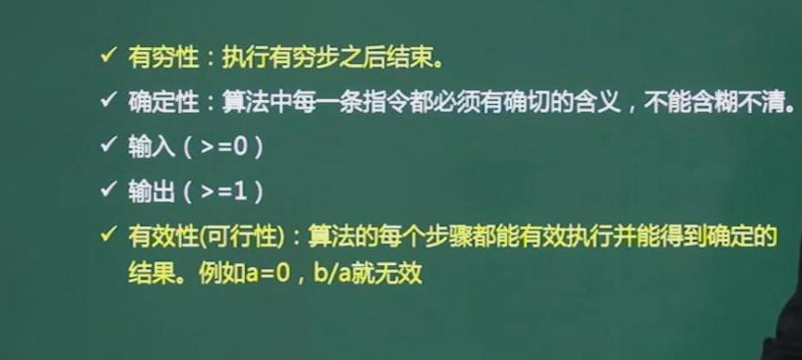 ✓ 有穷性：执行有穷步之后结束。
✓ 确定性：算法中每一条指令都必须有确切的含义，不能含糊不清。
✓ 输入（>=0）
✓ 输出（>=1）
✓ 有效性(可行性)：算法的每个步骤都能有效执行并能得到确定的
结果。例如a=0，b/a就无效